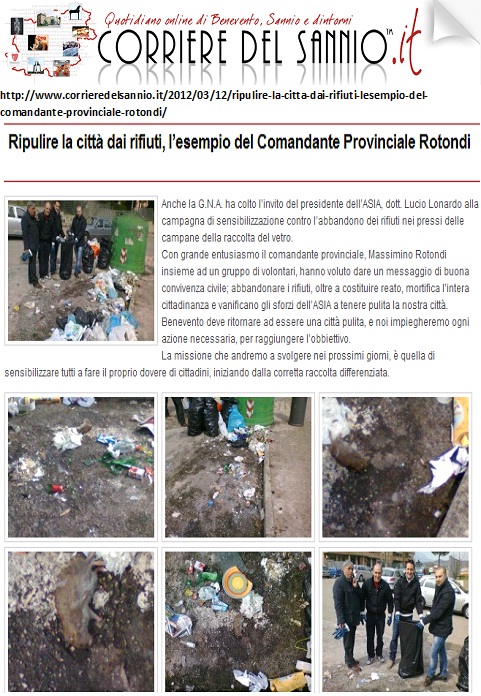 Quotidiano online di Benevento, Sannio e dintorni
CORRIERE DEL SANNIO™.it
http://www.corrieredelsannio.it/2012/03/12/ripulire-la-citta-dai-rifiuti-lesempio-del-
comandante-provinciale-rotondi/
Ripulire la città dai rifiuti, l'esempio del Comandante Provinciale Rotondi
Anche la G.N.A. ha colto l'invito del presidente dell'ASIA, dott. Lucio Lonardo alla
campagna di sensibilizzazione contro l'abbandono dei rifiuti nei pressi delle
campane della raccolta del vetro.
Con grande entusiasmo il comandante provinciale, Massimino Rotondi
insieme ad un gruppo di volontari, hanno voluto dare un messaggio di buona
convivenza civile; abbandonare i rifiuti, oltre a costituire reato, mortifica l'intera
cittadinanza e vanificano gli sforzi dell'ASIA a tenere pulita la nostra città.
Benevento deve ritornare ad essere una città pulita, e noi impiegheremo ogni
azione necessaria, per raggiungere l'obbiettivo.
La missione che andremo a svolgere nei prossimi giorni, è quella di
sensibilizzare tutti a fare il proprio dovere di cittadini, iniziando dalla corretta raccolta differenziata.